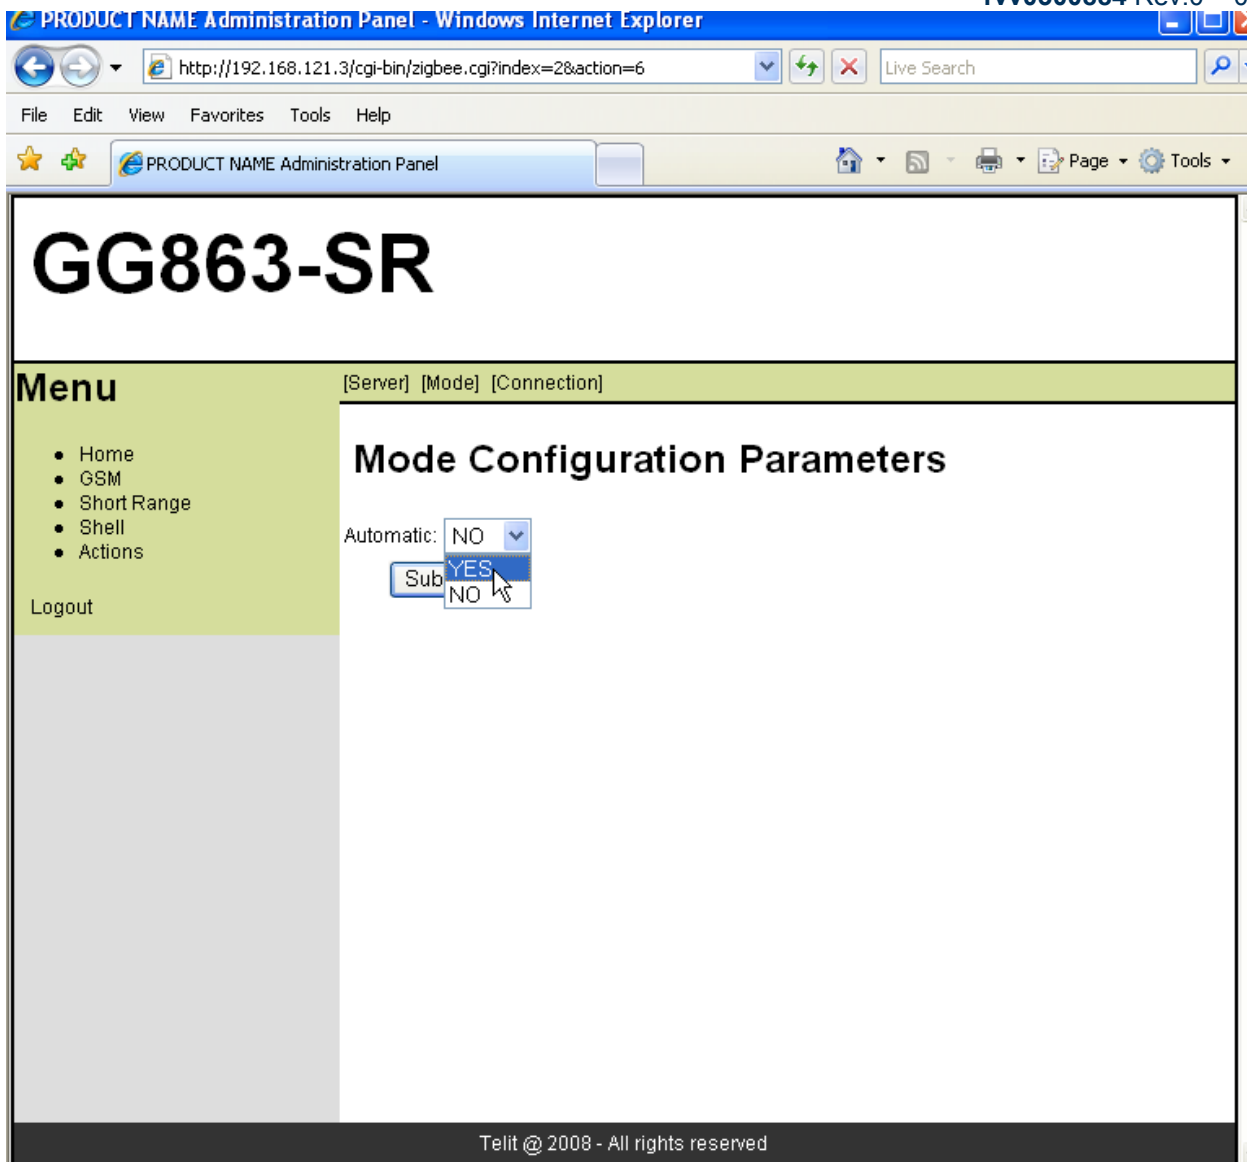 PRODUCT NAME Administration Panel - Windows Internet Explorer
http://192.168.121.3/cgi-bin/zigbee.cgi?index=2&action=6
Live Search
File Edit View Favorites Tools Help
PRODUCT NAME Administration Panel
Page Tools
GG863-SR
Menu
[Server] [Mode] [Connection]
Home
GSM
Short Range
Shell
Actions
Logout
Mode Configuration Parameters
Automatic: NO
YES
NO
Sub
Telit @ 2008 - All rights reserved